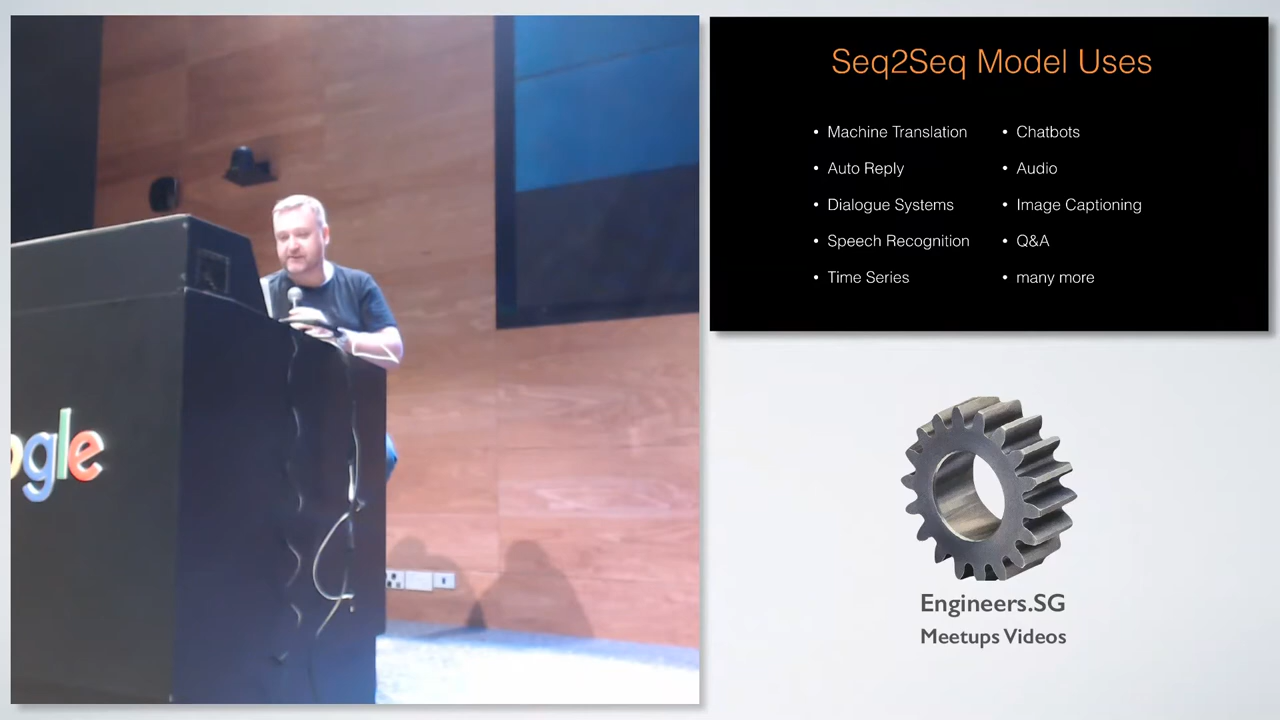 ogle
Seq2Seq Model Uses
• Machine Translation
• Auto Reply
• Dialogue Systems
• Speech Recognition
• Time Series
• Chatbots
• Audio
• Image Captioning
• Q&A
• many more
Engineers.SG
Meetups Videos